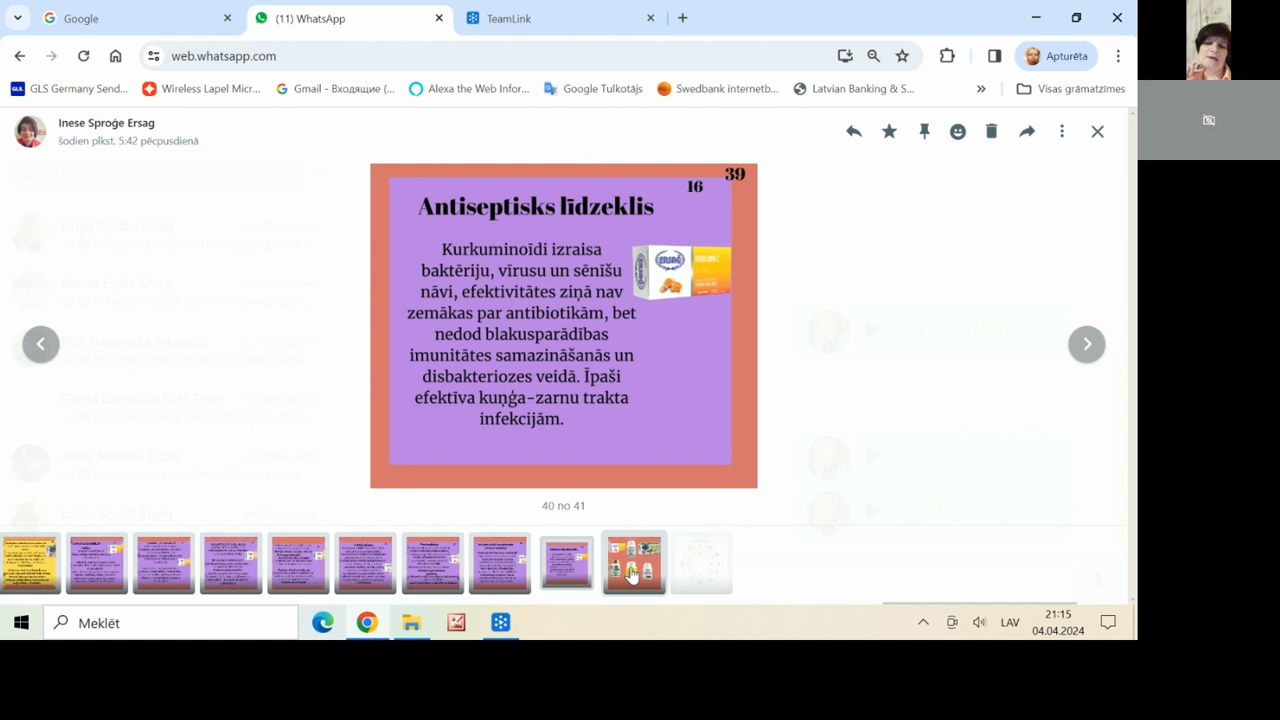 Google
(11) WhatsApp
TeamLink
web.whatsapp.com
Apturēta
GLS Germany Send...
Wireless Lapel Micr...
Gmail - Входящие (...
Alexa the Web Infor...
Google Tulkotājs
Swedbank internetb...
Latvian Banking & S...
Visas grāmatzīmes
Inese Sproģe Ersag
šodien plkst. 5:42 pēcpusdienā
39
16
Antiseptisks līdzeklis
Kurkuminoīdi izraisa
baktēriju, vīrusu un sēnīšu
nāvi, efektivitātes ziņā nav
zemākas par antibiotikām, bet
nedod blakusparādības
imunitātes samazināšanās un
disbakteriozes veidā. Īpaši
efektīva kuņģa-zarnu trakta
infekcijām.
ERSAĞ
40 no 41
Meklēt
LAV
21:15
04.04.2024